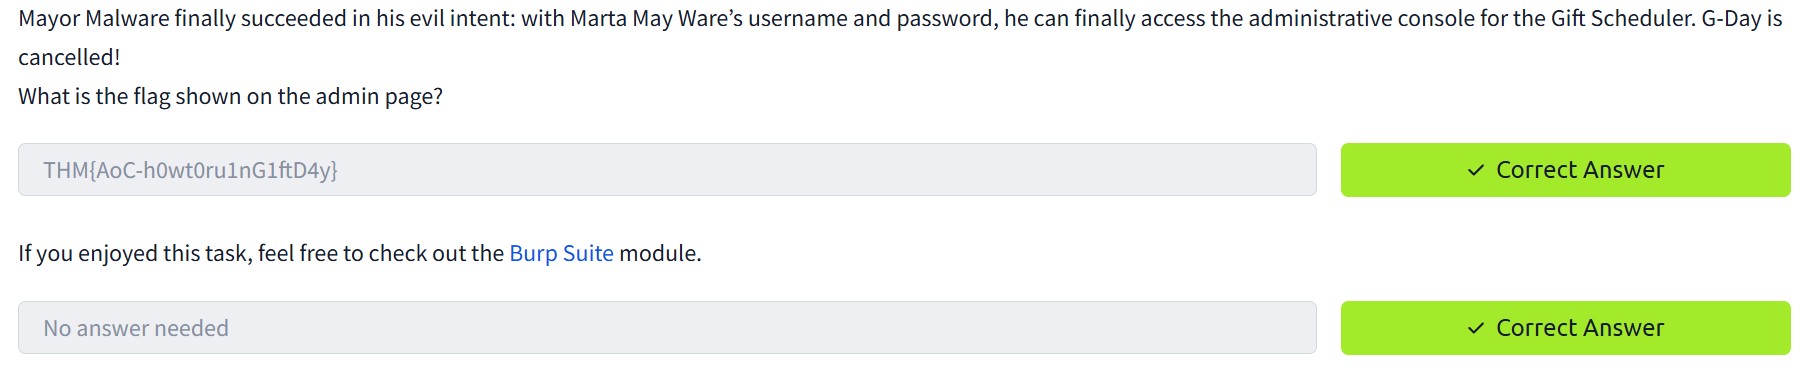 Mayor Malware finally succeeded in his evil intent: with Marta May Ware’s username and password, he can finally access the administrative console for the Gift Scheduler. G-Day is
cancelled!
What is the flag shown on the admin page?
THM{AoC-h0wt0ru1nG1ftD4y}
✓ Correct Answer
If you enjoyed this task, feel free to check out the Burp Suite module.
No answer needed
✓ Correct Answer